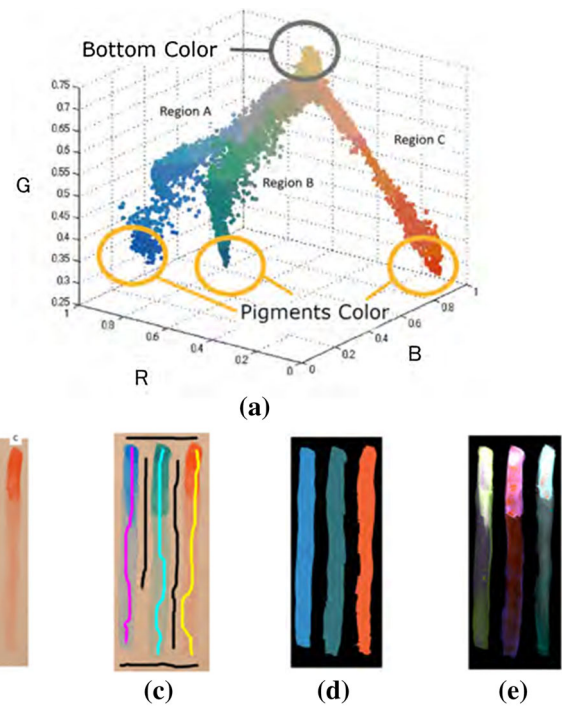 Bottom Color
0.75
0.7
0.65
0.6
0.55
0.5
0.45
0.4
0.35
0.3
0.25
G
Region A
Region B
Region C
Pigments Color
1
0.8
0.6
0.4
0.2
0
R
0
0.2
0.4
0.6
0.8
1
B
(a)
c
(c)
(d)
(e)